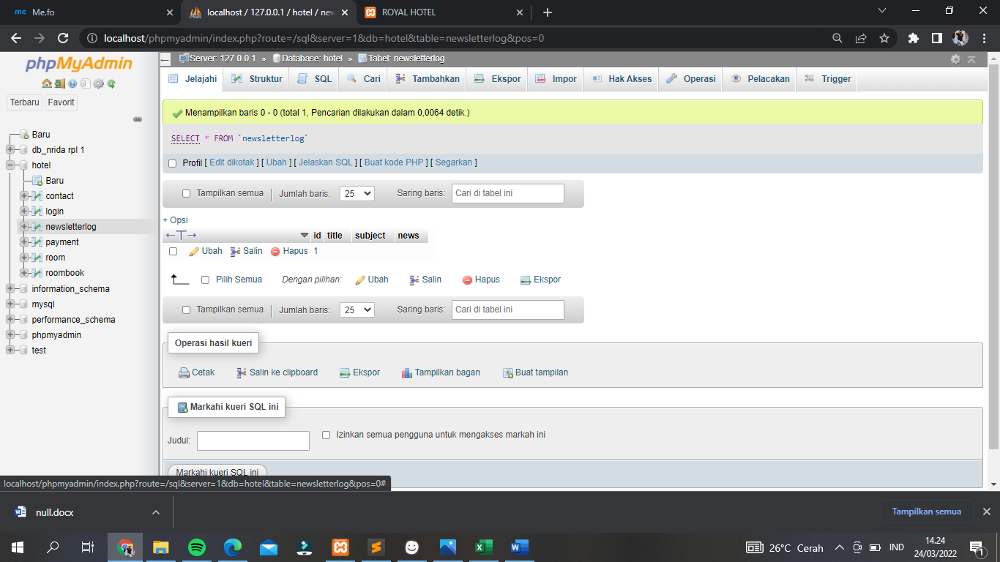 Me.fo
localhost / 127.0.0.1 / hotel / new
ROYAL HOTEL
localhost/phpmyadmin/index.php?route=/sql&server=1&db=hotel&table=newsletterlog&pos=0
phpMyAdmin
Terbaru Favorit
Baru
db_nrida rpl 1
hotel
Baru
contact
login
newsletterlog
payment
room
roombook
information_schema
mysql
performance_schema
phpmyadmin
test
Server: 127.0.0.1 » Database: hotel » Tabel: newsletterlog
Jelajahi Struktur SQL Cari Tambahkan Ekspor Impor Hak Akses Operasi Pelacakan Trigger
Menampilkan baris 0 - 0 (total 1, Pencarian dilakukan dalam 0,0064 detik.)
SELECT * FROM `newsletterlog`
Profil [ Edit dikotak ] [ Ubah ] [ Jelaskan SQL ] [ Buat kode PHP ] [ Segarkan ]
Tampilkan semua Jumlah baris: 25 Saring baris: Cari di tabel ini
+ Opsi
←T→ id title subject news
Ubah Salin Hapus 1
Pilih Semua Dengan pilihan: Ubah Salin Hapus Ekspor
Tampilkan semua Jumlah baris: 25 Saring baris: Cari di tabel ini
Operasi hasil kueri
Cetak Salin ke clipboard Ekspor Tampilkan bagan Buat tampilan
Markahi kueri SQL ini
Judul: Izinkan semua pengguna untuk mengakses markah ini
Markahi kueri SQL ini
localhost/phpmyadmin/index.php?route=/sql&server=1&db=hotel&table=newsletterlog&pos=0#
null.docx
Tampilkan semua
26°C Cerah
IND
14.24
24/03/2022
1